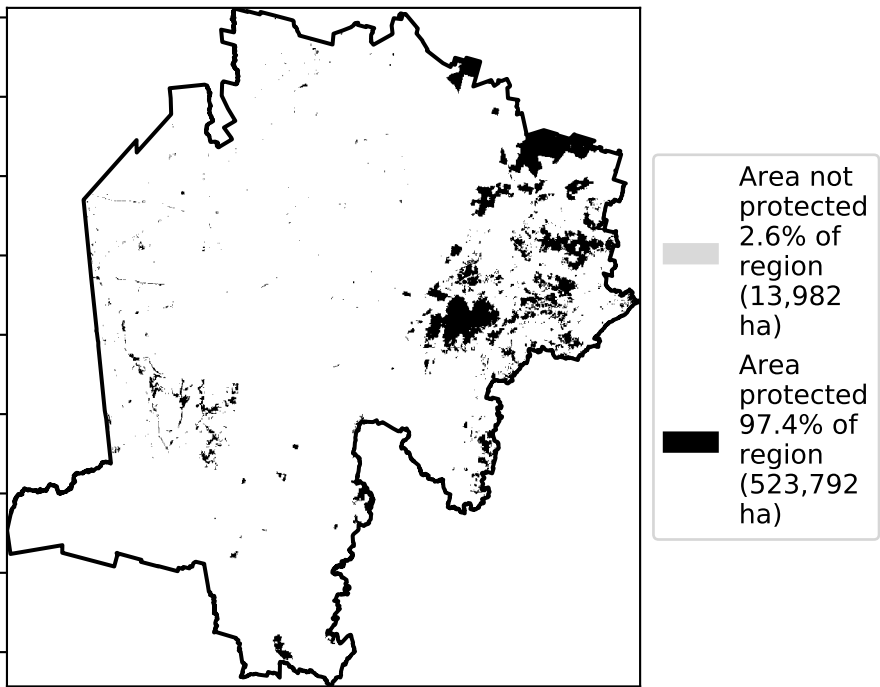 Area not
protected
2.6% of
region
(13,982
ha)
Area
protected
97.4% of
region
(523,792
ha)